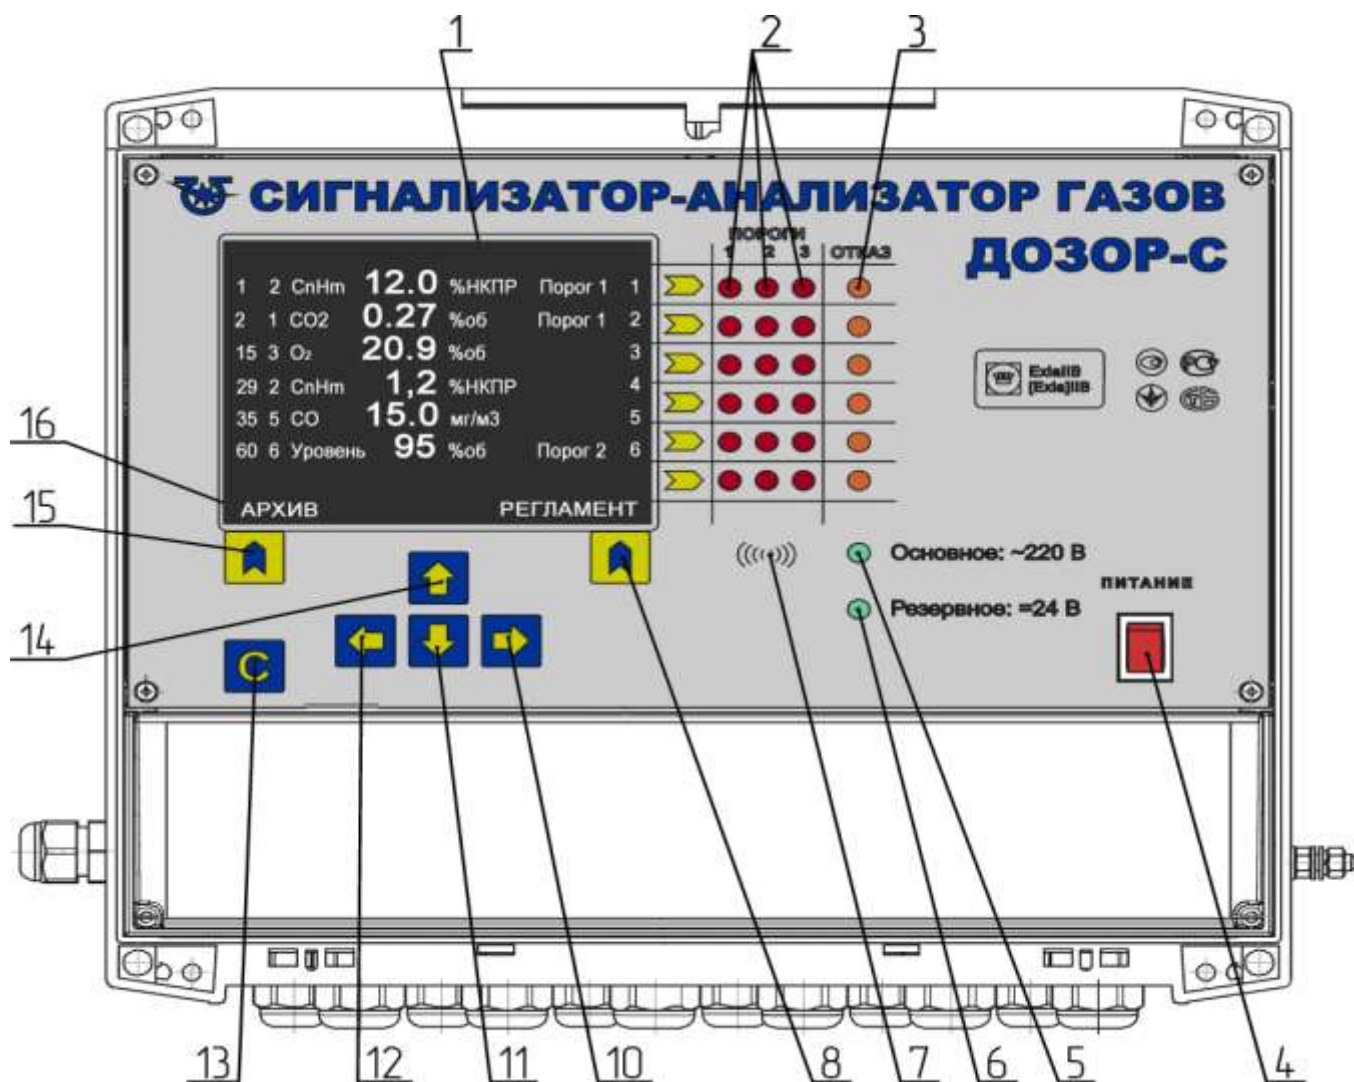 1 2 3
СИГНАЛИЗАТОР-АНАЛИЗАТОР ГАЗОВ
ДОЗОР-С
ПОРОГИ
1 2 3 ОТКАЗ
1 2 CnHm 12.0 %НКПР Порог 1 1
2 1 CO2 0.27 %об Порог 1 2
15 3 O₂ 20.9 %об 3
29 2 CnHm 1,2 %НКПР 4
35 5 CO 15.0 мг/м3 5
60 6 Уровень 95 %об Порог 2 6
АРХИВ РЕГЛАМЕНТ
ExiaIIB
[Exia]IIB
16
15
14
Основное: ~220 В
Резервное: =24 В
ПИТАНИЕ
C
13 12 11 10 8 7 6 5 4